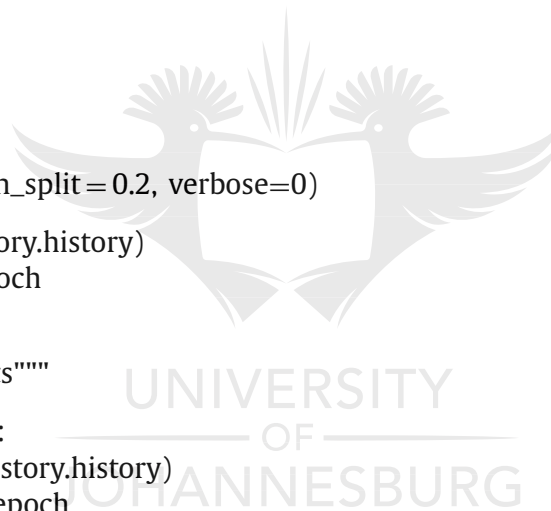 n_split = 0.2, verbose=0)
ory.history)
och
s"""
UNIVERSITY
:
OF
story.history)
JOHANNESBURG
epoch